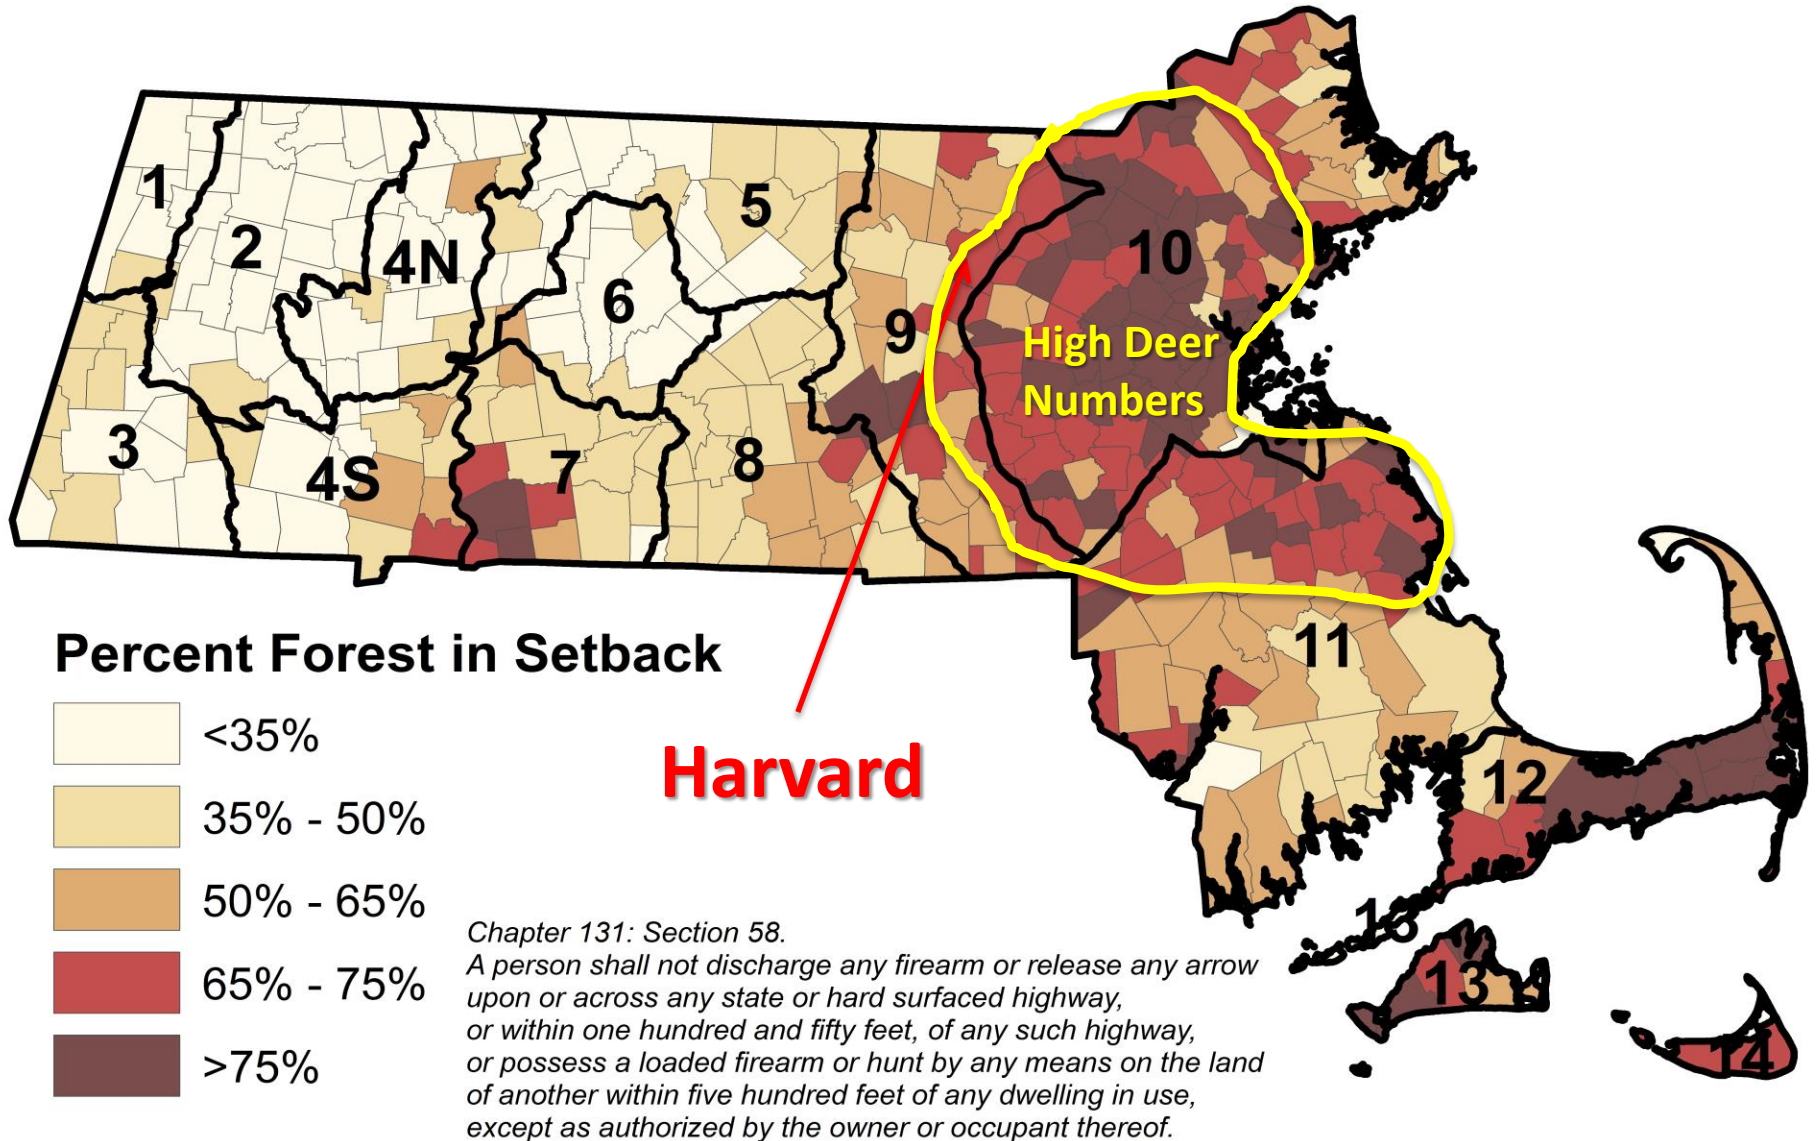 1
2
4N
5
6
10
9
High Deer
Numbers
3
4S
7
8
11
Percent Forest in Setback
<35%
35% - 50%
50% - 65%
65% - 75%
>75%
Harvard
12
13
13
14
Chapter 131: Section 58.
A person shall not discharge any firearm or release any arrow
upon or across any state or hard surfaced highway,
or within one hundred and fifty feet, of any such highway,
or possess a loaded firearm or hunt by any means on the land
of another within five hundred feet of any dwelling in use,
except as authorized by the owner or occupant thereof.